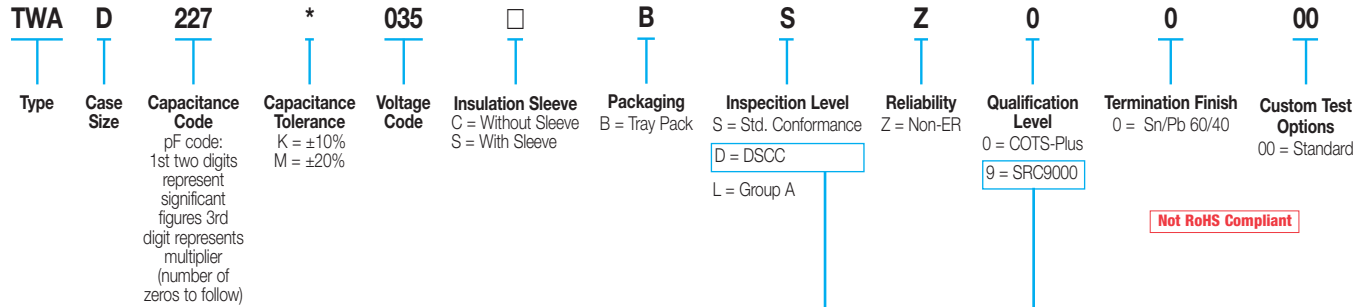 TWA D 227 * 035 □ B S Z 0 0 00
Type
Case
Size
Capacitance
Code
pF code:
1st two digits
represent
significant
figures 3rd
digit represents
multiplier
(number of
zeros to follow)
Capacitance
Tolerance
K = ±10%
M = ±20%
Voltage
Code
Insulation Sleeve
C = Without Sleeve
S = With Sleeve
Packaging
B = Tray Pack
Inspecition Level
S = Std. Conformance
D = DSCC
L = Group A
Reliability
Z = Non-ER
Qualification
Level
0 = COTS-Plus
9 = SRC9000
Termination Finish
0 = Sn/Pb 60/40
Custom Test
Options
00 = Standard
Not RoHS Compliant